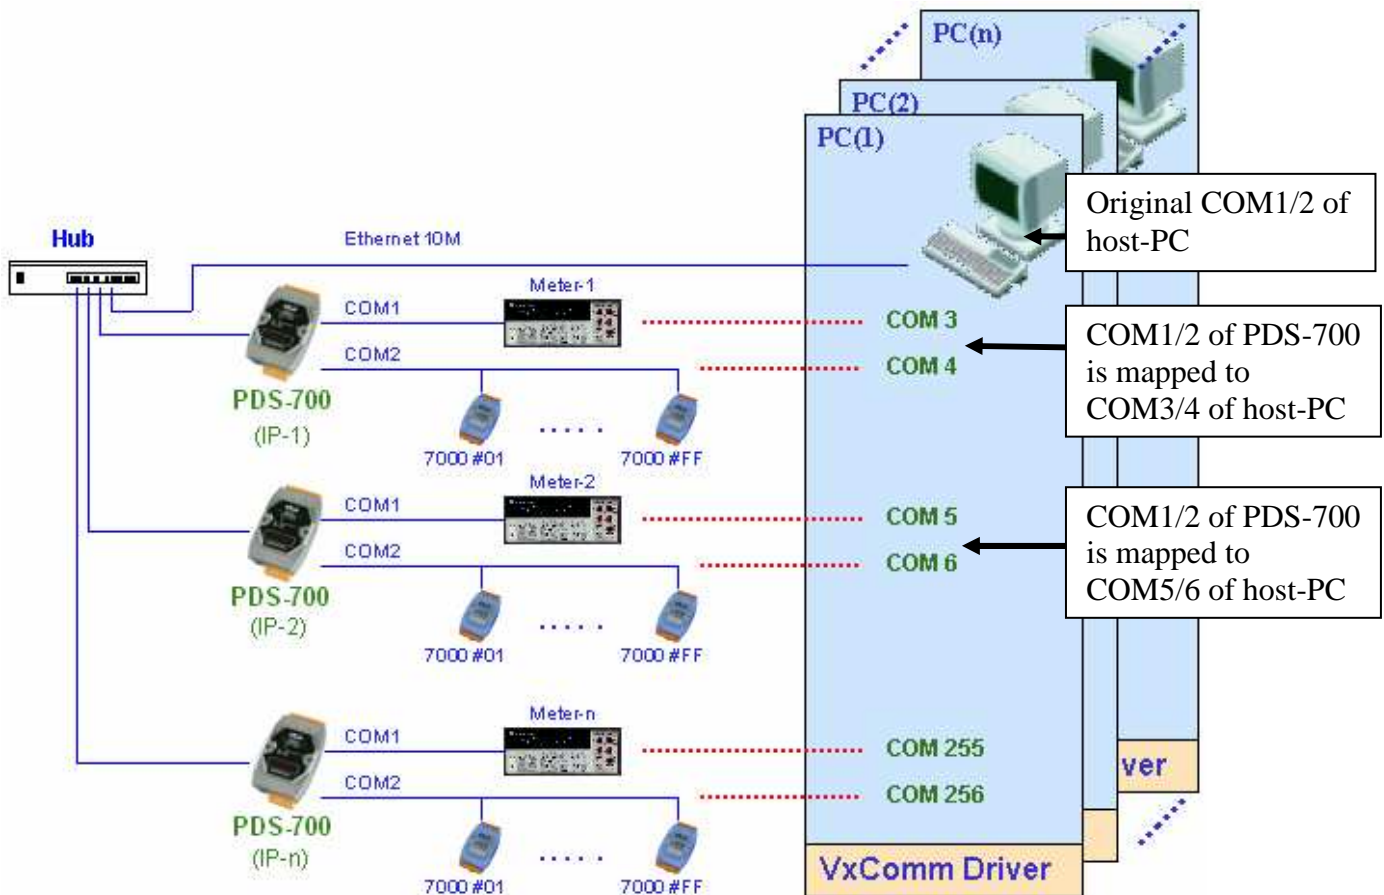 PC(n)
PC(2)
PC(1)
Original COM1/2 of
host-PC
Hub
Ethernet 10M
Meter-1
COM1
COM 3
COM1/2 of PDS-700
is mapped to
COM3/4 of host-PC
COM2
COM 4
PDS-700
(IP-1)
7000 #01
7000 #FF
Meter-2
COM1
COM 5
COM1/2 of PDS-700
is mapped to
COM5/6 of host-PC
COM2
COM 6
PDS-700
(IP-2)
7000 #01
7000 #FF
Meter-n
COM1
COM 255
ver
COM2
COM 256
PDS-700
(IP-n)
7000 #01
7000 #FF
VxComm Driver